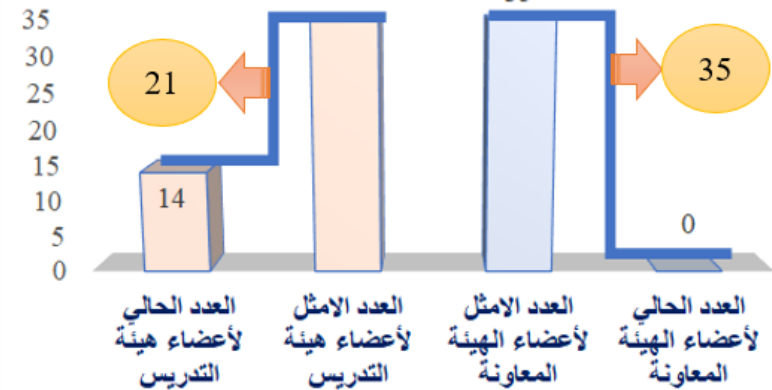 35
30
25
20
15
10
5
0
21
35
14
0
العدد الحالي
لأعضاء هيئة
التدريس
العدد الامثل
لأعضاء هيئة
التدريس
العدد الامثل
لأعضاء الهيئة
المعاونة
العدد الحالي
لأعضاء الهيئة
المعاونة